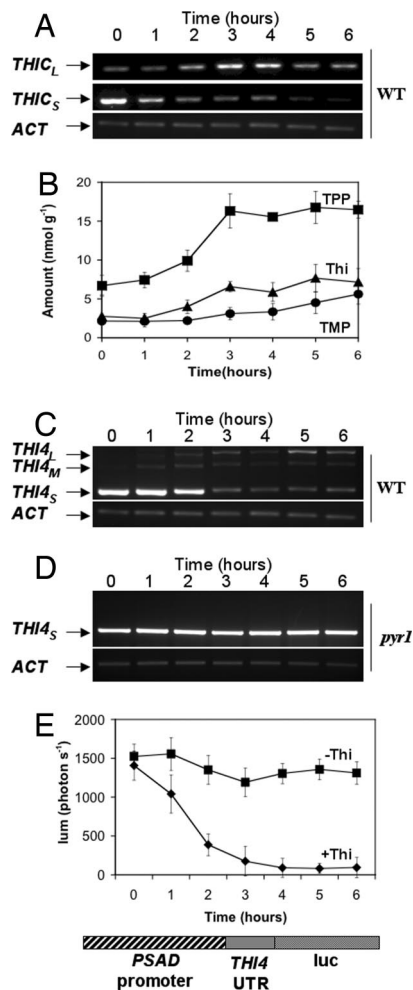 A
Time (hours)
0 1 2 3 4 5 6
THICL
THICS
ACT
WT
B
Amount (nmol g-1)
20
15
10
5
0
TPP
Thi
TMP
0 1 2 3 4 5 6
Time(hours)
C
Time (hours)
0 1 2 3 4 5 6
THI4L
THI4M
THI4S
ACT
WT
D
Time (hours)
0 1 2 3 4 5 6
THI4S
ACT
pyr1
E
lum (photon s-1)
2000
1500
1000
500
0
-Thi
+Thi
0 1 2 3 4 5 6
Time (hours)
PSAD promoter
THI4 UTR
luc